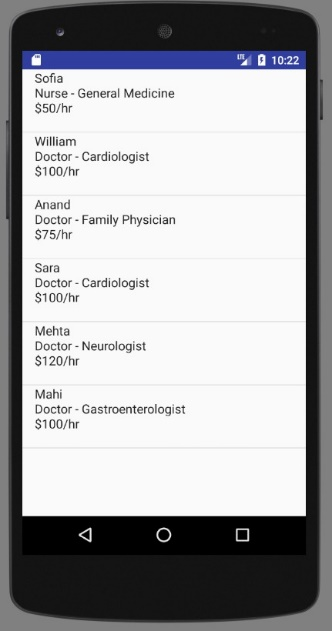 LTE 10:22
Sofia
Nurse - General Medicine
$50/hr
William
Doctor - Cardiologist
$100/hr
Anand
Doctor - Family Physician
$75/hr
Sara
Doctor - Cardiologist
$100/hr
Mehta
Doctor - Neurologist
$120/hr
Mahi
Doctor - Gastroenterologist
$100/hr